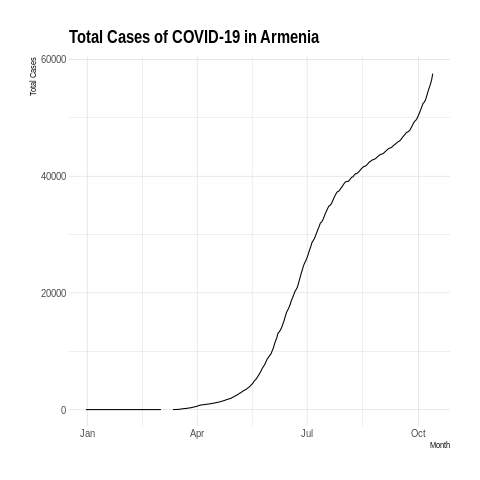 Total Cases of COVID-19 in Armenia
Total Cases
60000
40000
20000
0
Jan Apr Jul Oct
Month